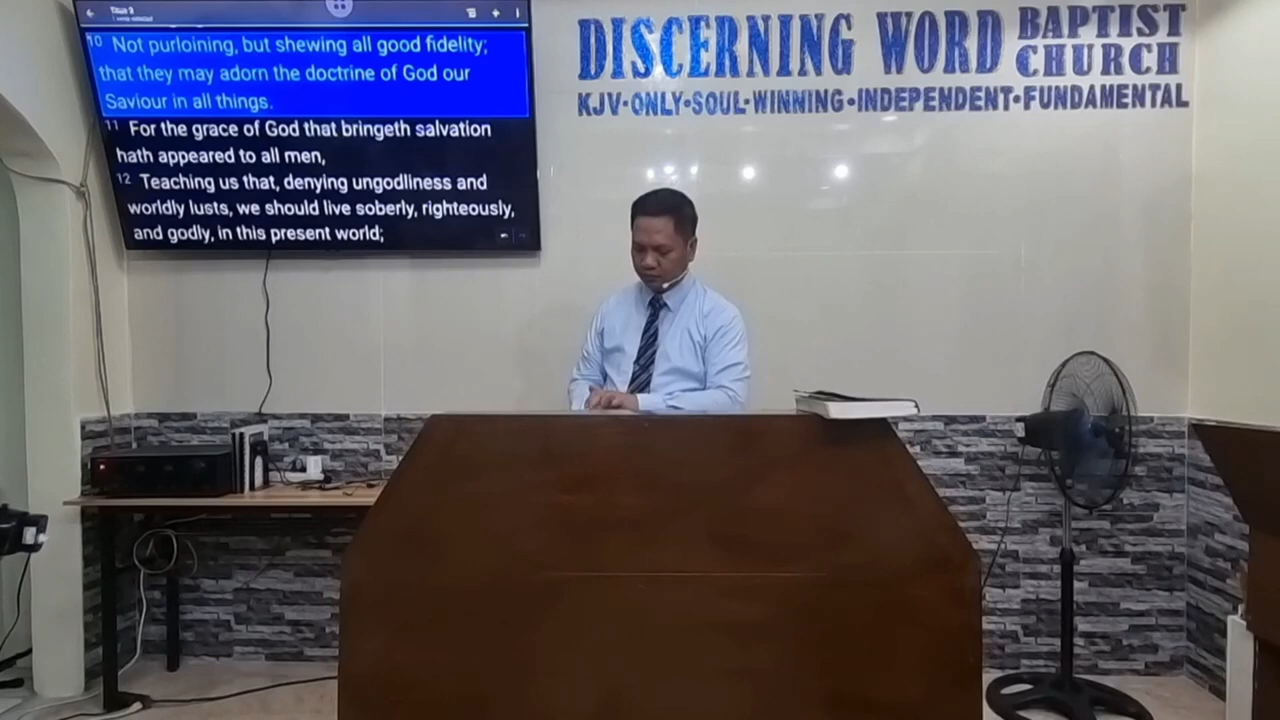 Titus 2
10 Not purloining, but shewing all good fidelity;
that they may adorn the doctrine of God our
Saviour in all things.
11 For the grace of God that bringeth salvation
hath appeared to all men,
12 Teaching us that, denying ungodliness and
worldly lusts, we should live soberly, righteously,
and godly, in this present world;
DISCERNING WORD BAPTIST CHURCH
KJV•ONLY•SOUL-WINNING•INDEPENDENT•FUNDAMENTAL